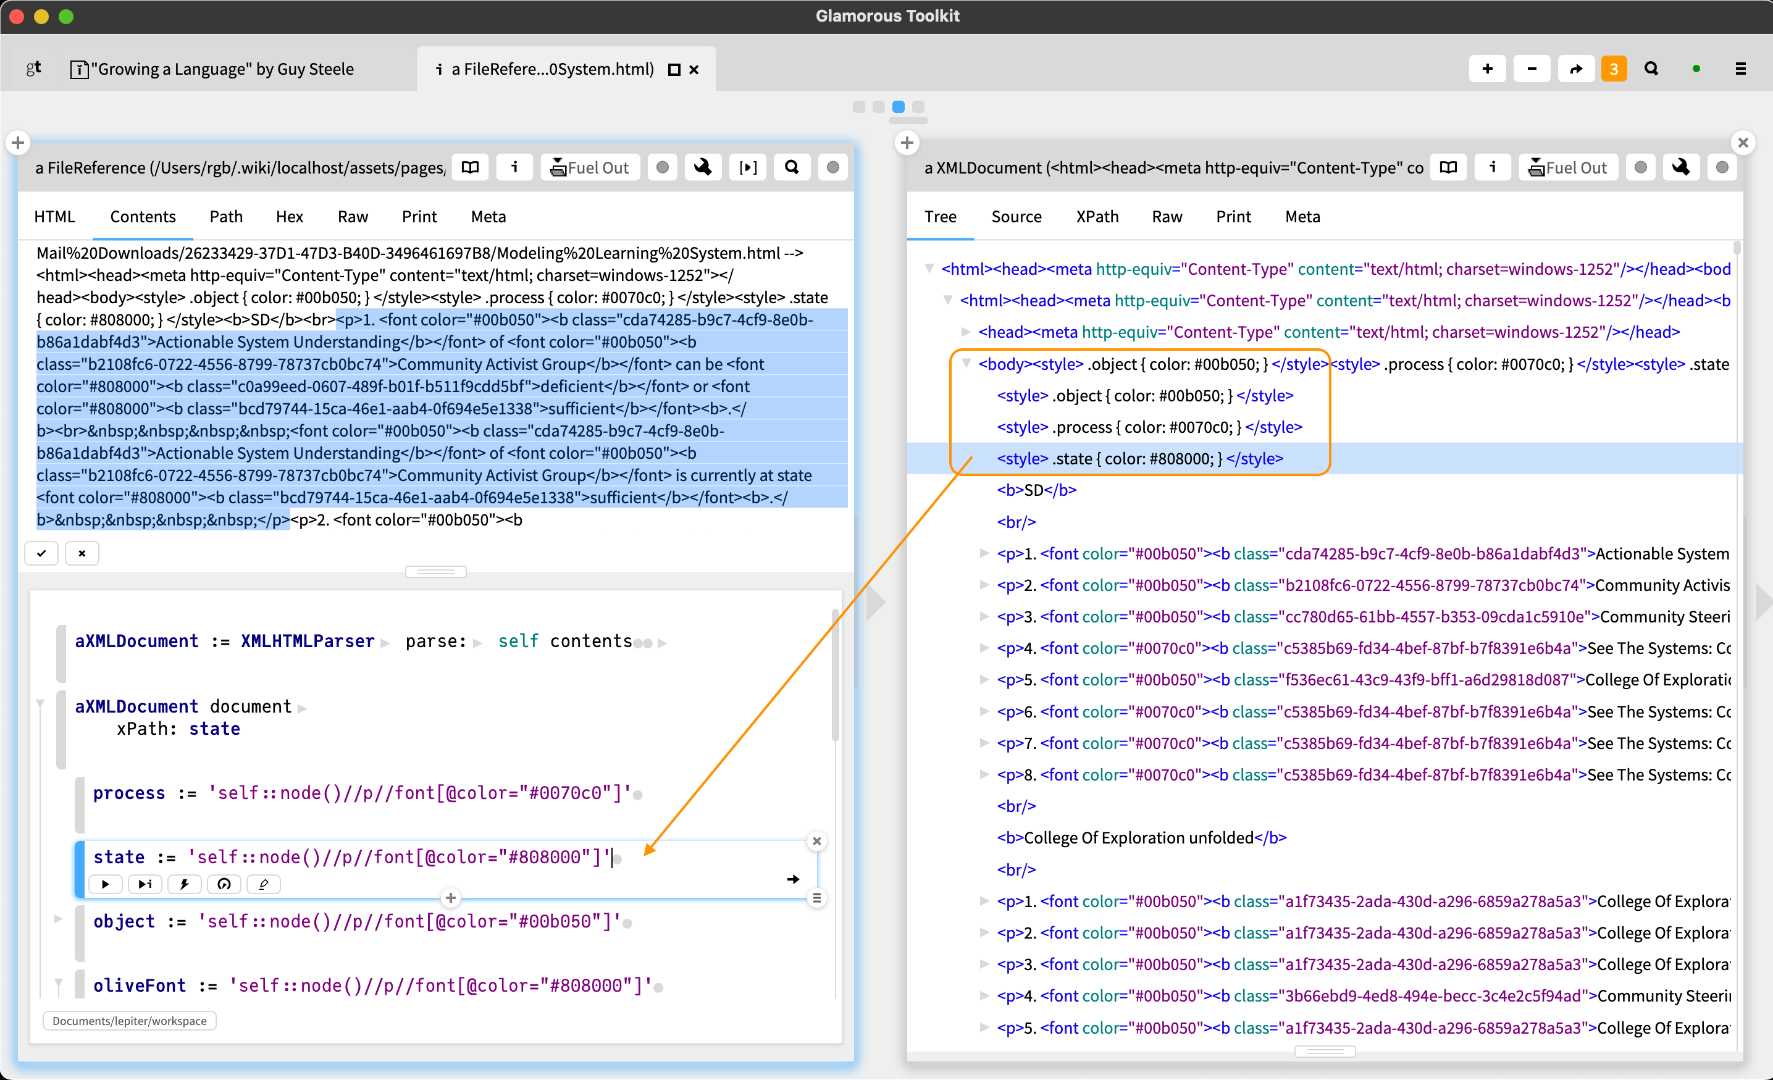 Glamorous Toolkit
gt
"Growing a Language" by Guy Steele
i a FileRefere...0System.html)
3
a FileReference (/Users/rgb/.wiki/localhost/assets/pages/
i
Fuel Out
HTML Contents Path Hex Raw Print Meta
Mail%20Downloads/26233429-37D1-47D3-B40D-3496461697B8/Modeling%20Learning%20System.html -->
<html><head><meta http-equiv="Content-Type" content="text/html; charset=windows-1252"></
head><body><style> .object { color: #00b050; } </style><style> .process { color: #0070c0; } </style><style> .state
{ color: #808000; } </style><b>SD</b><br><p>1. <font color="#00b050"><b class="cda74285-b9c7-4cf9-8e0b-
b86a1dabf4d3">Actionable System Understanding</b></font> of <font color="#00b050"><b
class="b2108fc6-0722-4556-8799-78737cb0bc74">Community Activist Group</b></font> can be <font
color="#808000"><b class="c0a99eed-0607-489f-b01f-b511f9cdd5bf">deficient</b></font> or <font
color="#808000"><b class="bcd79744-15ca-46e1-aab4-0f694e5e1338">sufficient</b></font><b>.</
b><br>&nbsp;&nbsp;&nbsp;&nbsp;<font color="#00b050"><b class="cda74285-b9c7-4cf9-8e0b-
b86a1dabf4d3">Actionable System Understanding</b></font> of <font color="#00b050"><b
class="b2108fc6-0722-4556-8799-78737cb0bc74">Community Activist Group</b></font> is currently at state
<font color="#808000"><b class="bcd79744-15ca-46e1-aab4-0f694e5e1338">sufficient</b></font><b>.</
b>&nbsp;&nbsp;&nbsp;&nbsp;</p><p>2. <font color="#00b050"><b
aXMLDocument := XMLHTMLParser parse: self contents
aXMLDocument document
xPath: state
process := 'self::node()//p//font[@color="#0070c0"]'
state := 'self::node()//p//font[@color="#808000"]'
object := 'self::node()//p//font[@color="#00b050"]'
oliveFont := 'self::node()//p//font[@color="#808000"]'
Documents/lepiter/workspace
a XMLDocument (<html><head><meta http-equiv="Content-Type" co
i
Fuel Out
Tree Source XPath Raw Print Meta
<html><head><meta http-equiv="Content-Type" content="text/html; charset=windows-1252"/></head><bod
<html><head><meta http-equiv="Content-Type" content="text/html; charset=windows-1252"/></head><b
<head><meta http-equiv="Content-Type" content="text/html; charset=windows-1252"/></head>
<body><style> .object { color: #00b050; } </style><style> .process { color: #0070c0; } </style><style> .state
<style> .object { color: #00b050; } </style>
<style> .process { color: #0070c0; } </style>
<style> .state { color: #808000; } </style>
<b>SD</b>
<br/>
<p>1. <font color="#00b050"><b class="cda74285-b9c7-4cf9-8e0b-b86a1dabf4d3">Actionable System
<p>2. <font color="#00b050"><b class="b2108fc6-0722-4556-8799-78737cb0bc74">Community Activis
<p>3. <font color="#00b050"><b class="cc780d65-61bb-4557-b353-09cda1c5910e">Community Steeri
<p>4. <font color="#0070c0"><b class="c5385b69-fd34-4bef-87bf-b7f8391e6b4a">See The Systems: Co
<p>5. <font color="#00b050"><b class="f536ec61-43c9-43f9-bff1-a6d29818d087">College Of Exploratio
<p>6. <font color="#0070c0"><b class="c5385b69-fd34-4bef-87bf-b7f8391e6b4a">See The Systems: Co
<p>7. <font color="#0070c0"><b class="c5385b69-fd34-4bef-87bf-b7f8391e6b4a">See The Systems: Co
<p>8. <font color="#0070c0"><b class="c5385b69-fd34-4bef-87bf-b7f8391e6b4a">See The Systems: Co
<br/>
<b>College Of Exploration unfolded</b>
<br/>
<p>1. <font color="#00b050"><b class="a1f73435-2ada-430d-a296-6859a278a5a3">College Of Explora
<p>2. <font color="#00b050"><b class="a1f73435-2ada-430d-a296-6859a278a5a3">College Of Explora
<p>3. <font color="#00b050"><b class="a1f73435-2ada-430d-a296-6859a278a5a3">College Of Explora
<p>4. <font color="#00b050"><b class="3b66ebd9-4ed8-494e-becc-3c4e2c5f94ad">Community Steeri
<p>5. <font color="#00b050"><b class="a1f73435-2ada-430d-a296-6859a278a5a3">College Of Explora